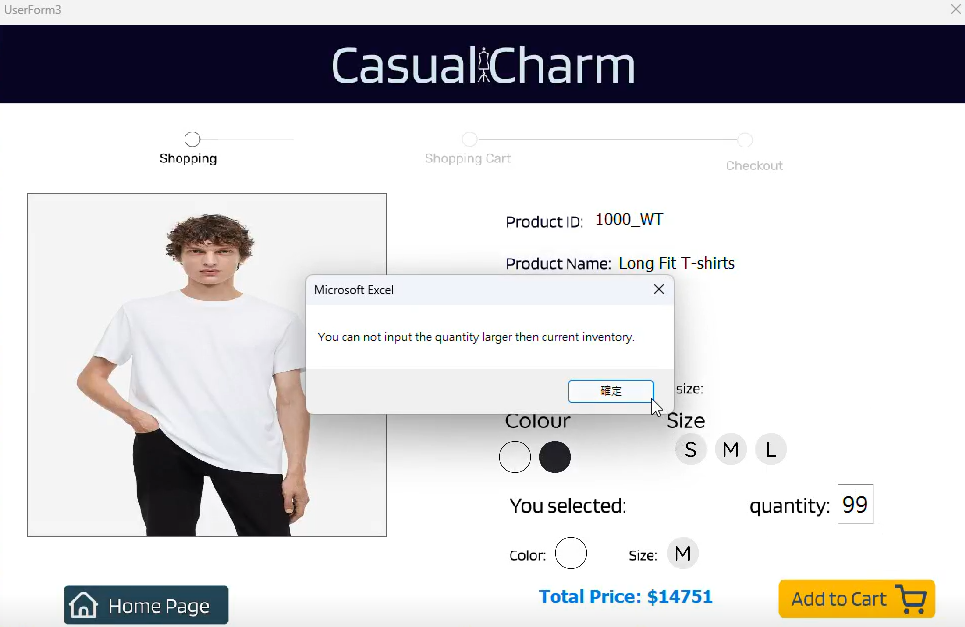 UserForm3
Casual Charm
Shopping
Shopping Cart
Checkout
Product ID: 1000_WT
Product Name: Long Fit T-shirts
Microsoft Excel
You can not input the quantity larger then current inventory.
確定
size:
Colour
Size
S M L
You selected:
quantity: 99
Color:
Size: M
Total Price: $14751
Home Page
Add to Cart